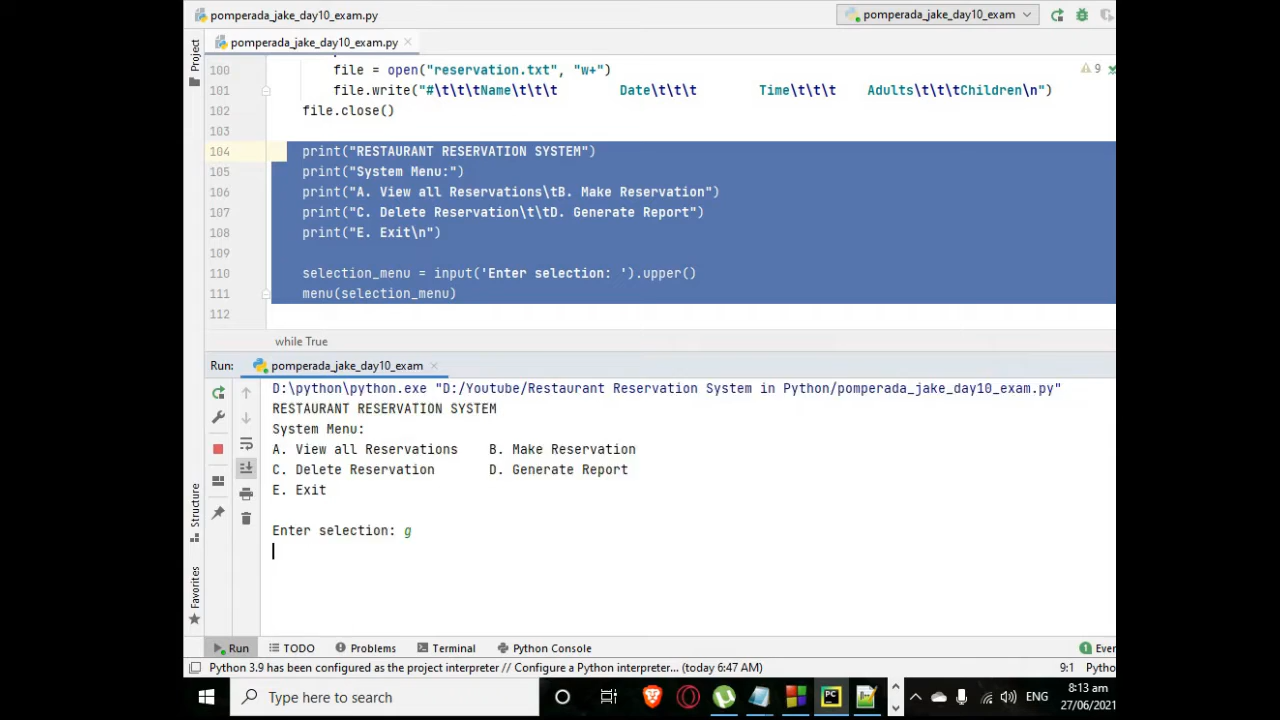 pomperada_jake_day10_exam.py
pomperada_jake_day10_exam
pomperada_jake_day10_exam.py
Project
100 file = open("reservation.txt", "w+")
9
101 file.write("#\t\t\tName\t\t\t Date\t\t\t Time\t\t\t Adults\t\t\tChildren\n")
102 file.close()
103
104 print("RESTAURANT RESERVATION SYSTEM")
105 print("System Menu:")
106 print("A. View all Reservations\tB. Make Reservation")
107 print("C. Delete Reservation\t\tD. Generate Report")
108 print("E. Exit\n")
109
110 selection_menu = input('Enter selection: ').upper()
111 menu(selection_menu)
112
while True
Run: pomperada_jake_day10_exam
D:\python\python.exe "D:/Youtube/Restaurant Reservation System in Python/pomperada_jake_day10_exam.py"
RESTAURANT RESERVATION SYSTEM
System Menu:
A. View all Reservations B. Make Reservation
C. Delete Reservation D. Generate Report
E. Exit
Enter selection: g
Structure
Favorites
Run TODO Problems Terminal Python Console 1 Ever
Python 3.9 has been configured as the project interpreter // Configure a Python interpreter... (today 6:47 AM) 9:1 Pytho
Type here to search
PC
ENG
8:13 am
27/06/2021